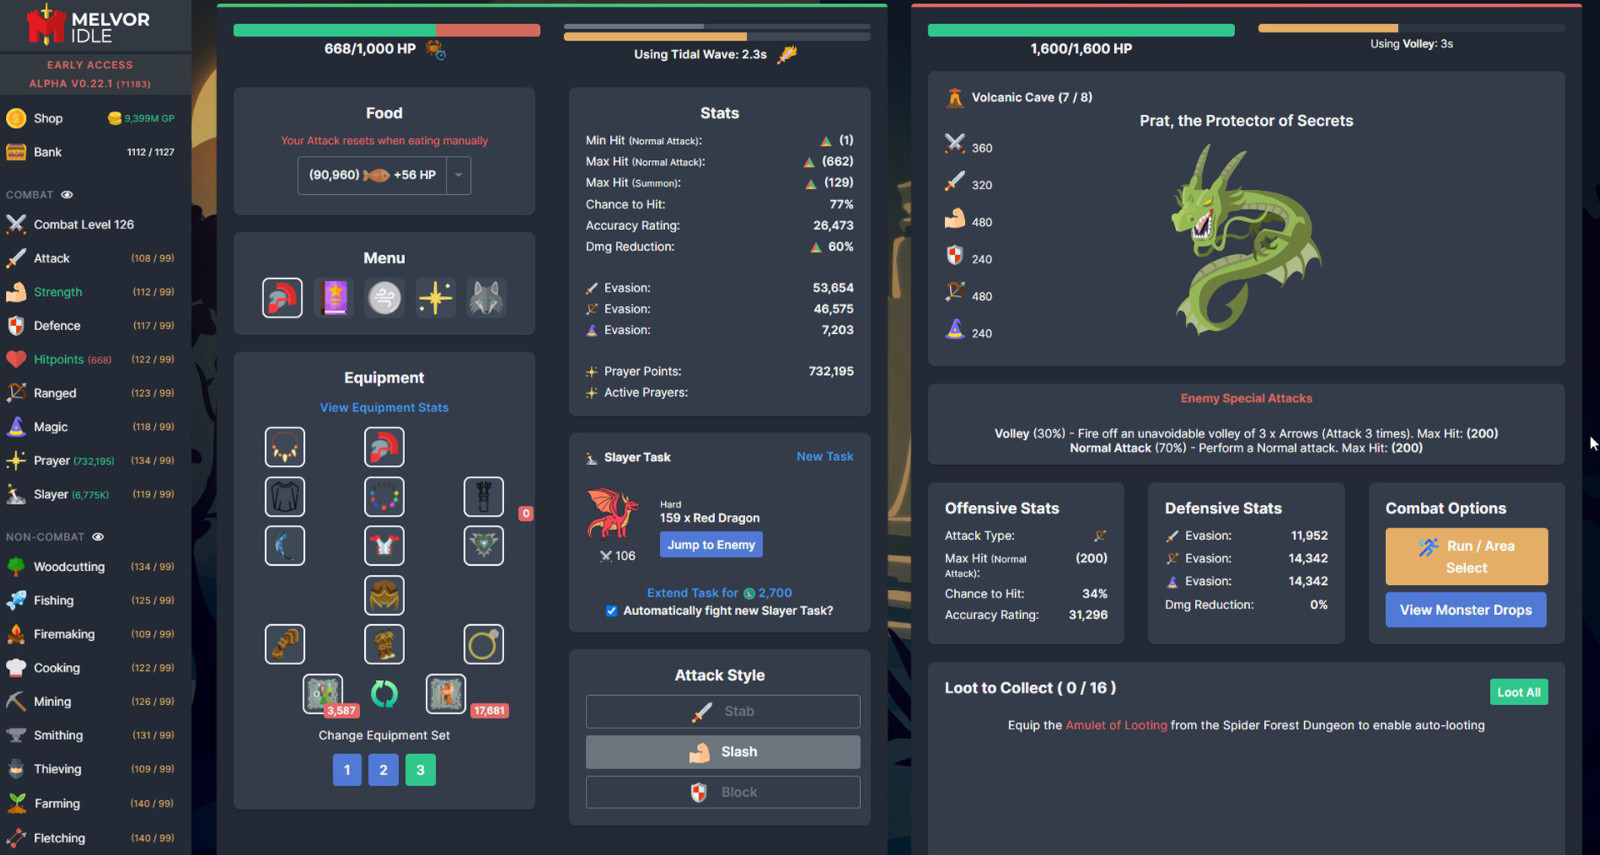 MELVOR
IDLE
EARLY ACCESS
ALPHA V0.22.1 (?1183)
Shop 9,399M GP
Bank 1112 / 1127
COMBAT
Combat Level 126
Attack (108 / 99)
Strength (112 / 99)
Defence (117 / 99)
Hitpoints (668) (122 / 99)
Ranged (123 / 99)
Magic (118 / 99)
Prayer (732,195) (134 / 99)
Slayer (6,775K) (119 / 99)
NON-COMBAT
Woodcutting (134 / 99)
Fishing (125 / 99)
Firemaking (109 / 99)
Cooking (122 / 99)
Mining (126 / 99)
Smithing (131 / 99)
Thieving (109 / 99)
Farming (140 / 99)
Fletching (140 / 99)
668/1,000 HP
Food
Your Attack resets when eating manually
(90,960) +56 HP
Menu
Equipment
View Equipment Stats
0
3,587
17,681
Change Equipment Set
1 2 3
Using Tidal Wave: 2.3s
Stats
Min Hit (Normal Attack): (1)
Max Hit (Normal Attack): (662)
Max Hit (Summon): (129)
Chance to Hit: 77%
Accuracy Rating: 26,473
Dmg Reduction: 60%
Evasion: 53,654
Evasion: 46,575
Evasion: 7,203
Prayer Points: 732,195
Active Prayers:
Slayer Task New Task
Hard
159 x Red Dragon
106
Jump to Enemy
Extend Task for 2,700
Automatically fight new Slayer Task?
Attack Style
Stab
Slash
Block
1,600/1,600 HP
Using Volley: 3s
Volcanic Cave (7 / 8)
Prat, the Protector of Secrets
360
320
480
240
480
240
Enemy Special Attacks
Volley (30%) - Fire off an unavoidable volley of 3 x Arrows (Attack 3 times). Max Hit: (200)
Normal Attack (70%) - Perform a Normal attack. Max Hit: (200)
Offensive Stats
Attack Type:
Max Hit (Normal (200)
Attack):
Chance to Hit: 34%
Accuracy Rating: 31,296
Defensive Stats
Evasion: 11,952
Evasion: 14,342
Evasion: 14,342
Dmg Reduction: 0%
Combat Options
Run / Area
Select
View Monster Drops
Loot to Collect ( 0 / 16 )
Loot All
Equip the Amulet of Looting from the Spider Forest Dungeon to enable auto-looting